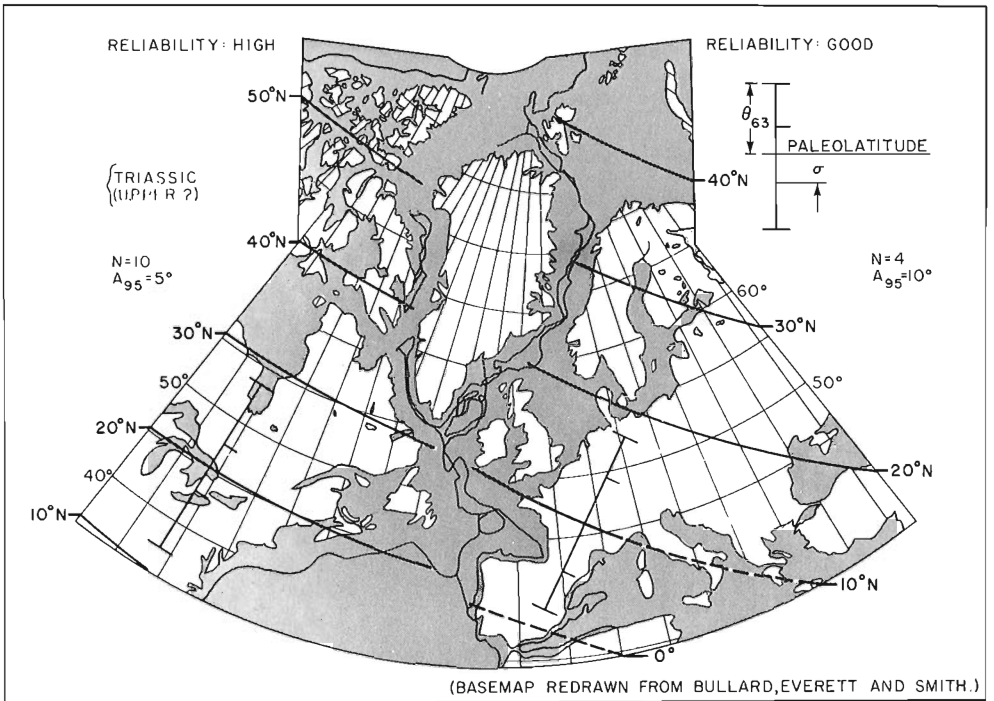 RELIABILITY: HIGH
RELIABILITY: GOOD
50°N
θ63
PALEOLATITUDE
σ
40°N
TRIASSIC
(UPPER ?)
40°N
N=10
A95=5°
N=4
A95=10°
60°
30°N
30°N
50°
50°
20°N
20°N
40°
10°N
10°N
0°
(BASEMAP REDRAWN FROM BULLARD,EVERETT AND SMITH.)